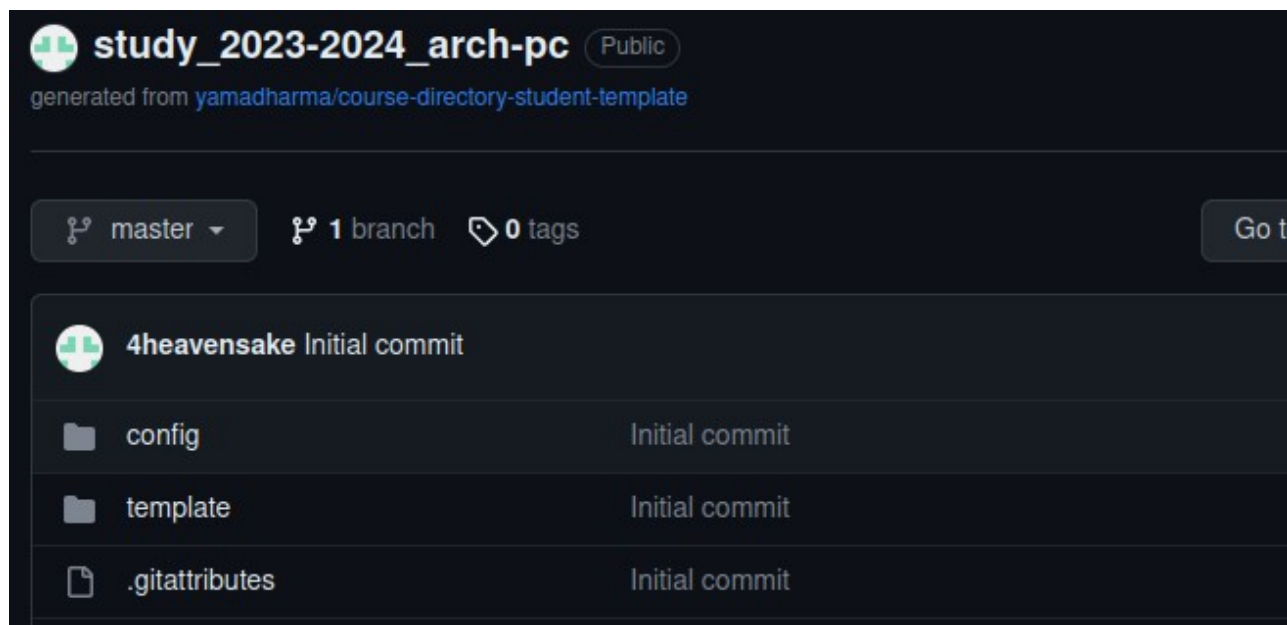 study_2023-2024_arch-pc Public
generated from yamadharma/course-directory-student-template
master 1 branch 0 tags Go t
4heavensake Initial commit
config Initial commit
template Initial commit
.gitattributes Initial commit